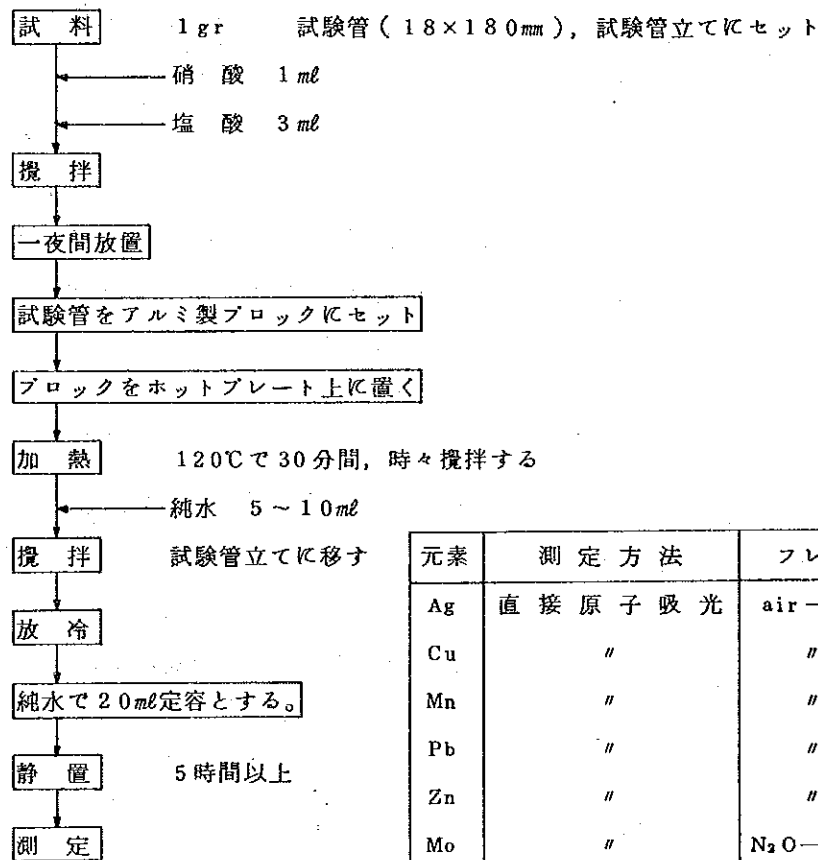 試料 1gr 試験管(18×180㎜), 試験管立てにセット
硝酸 1㎖
塩酸 3㎖
攪拌
一夜間放置
試験管をアルミ製ブロックにセット
ブロックをホットプレート上に置く
加熱 120℃で30分間, 時々攪拌する
純水 5~10㎖
攪拌 試験管立てに移す
放冷
純水で20㎖定容とする。
静置 5時間以上
測定
元素 測定方法 フレ
Ag 直接原子吸光 air-
Cu 〃 〃
Mn 〃 〃
Pb 〃 〃
Zn 〃 〃
Mo 〃 N₂O-